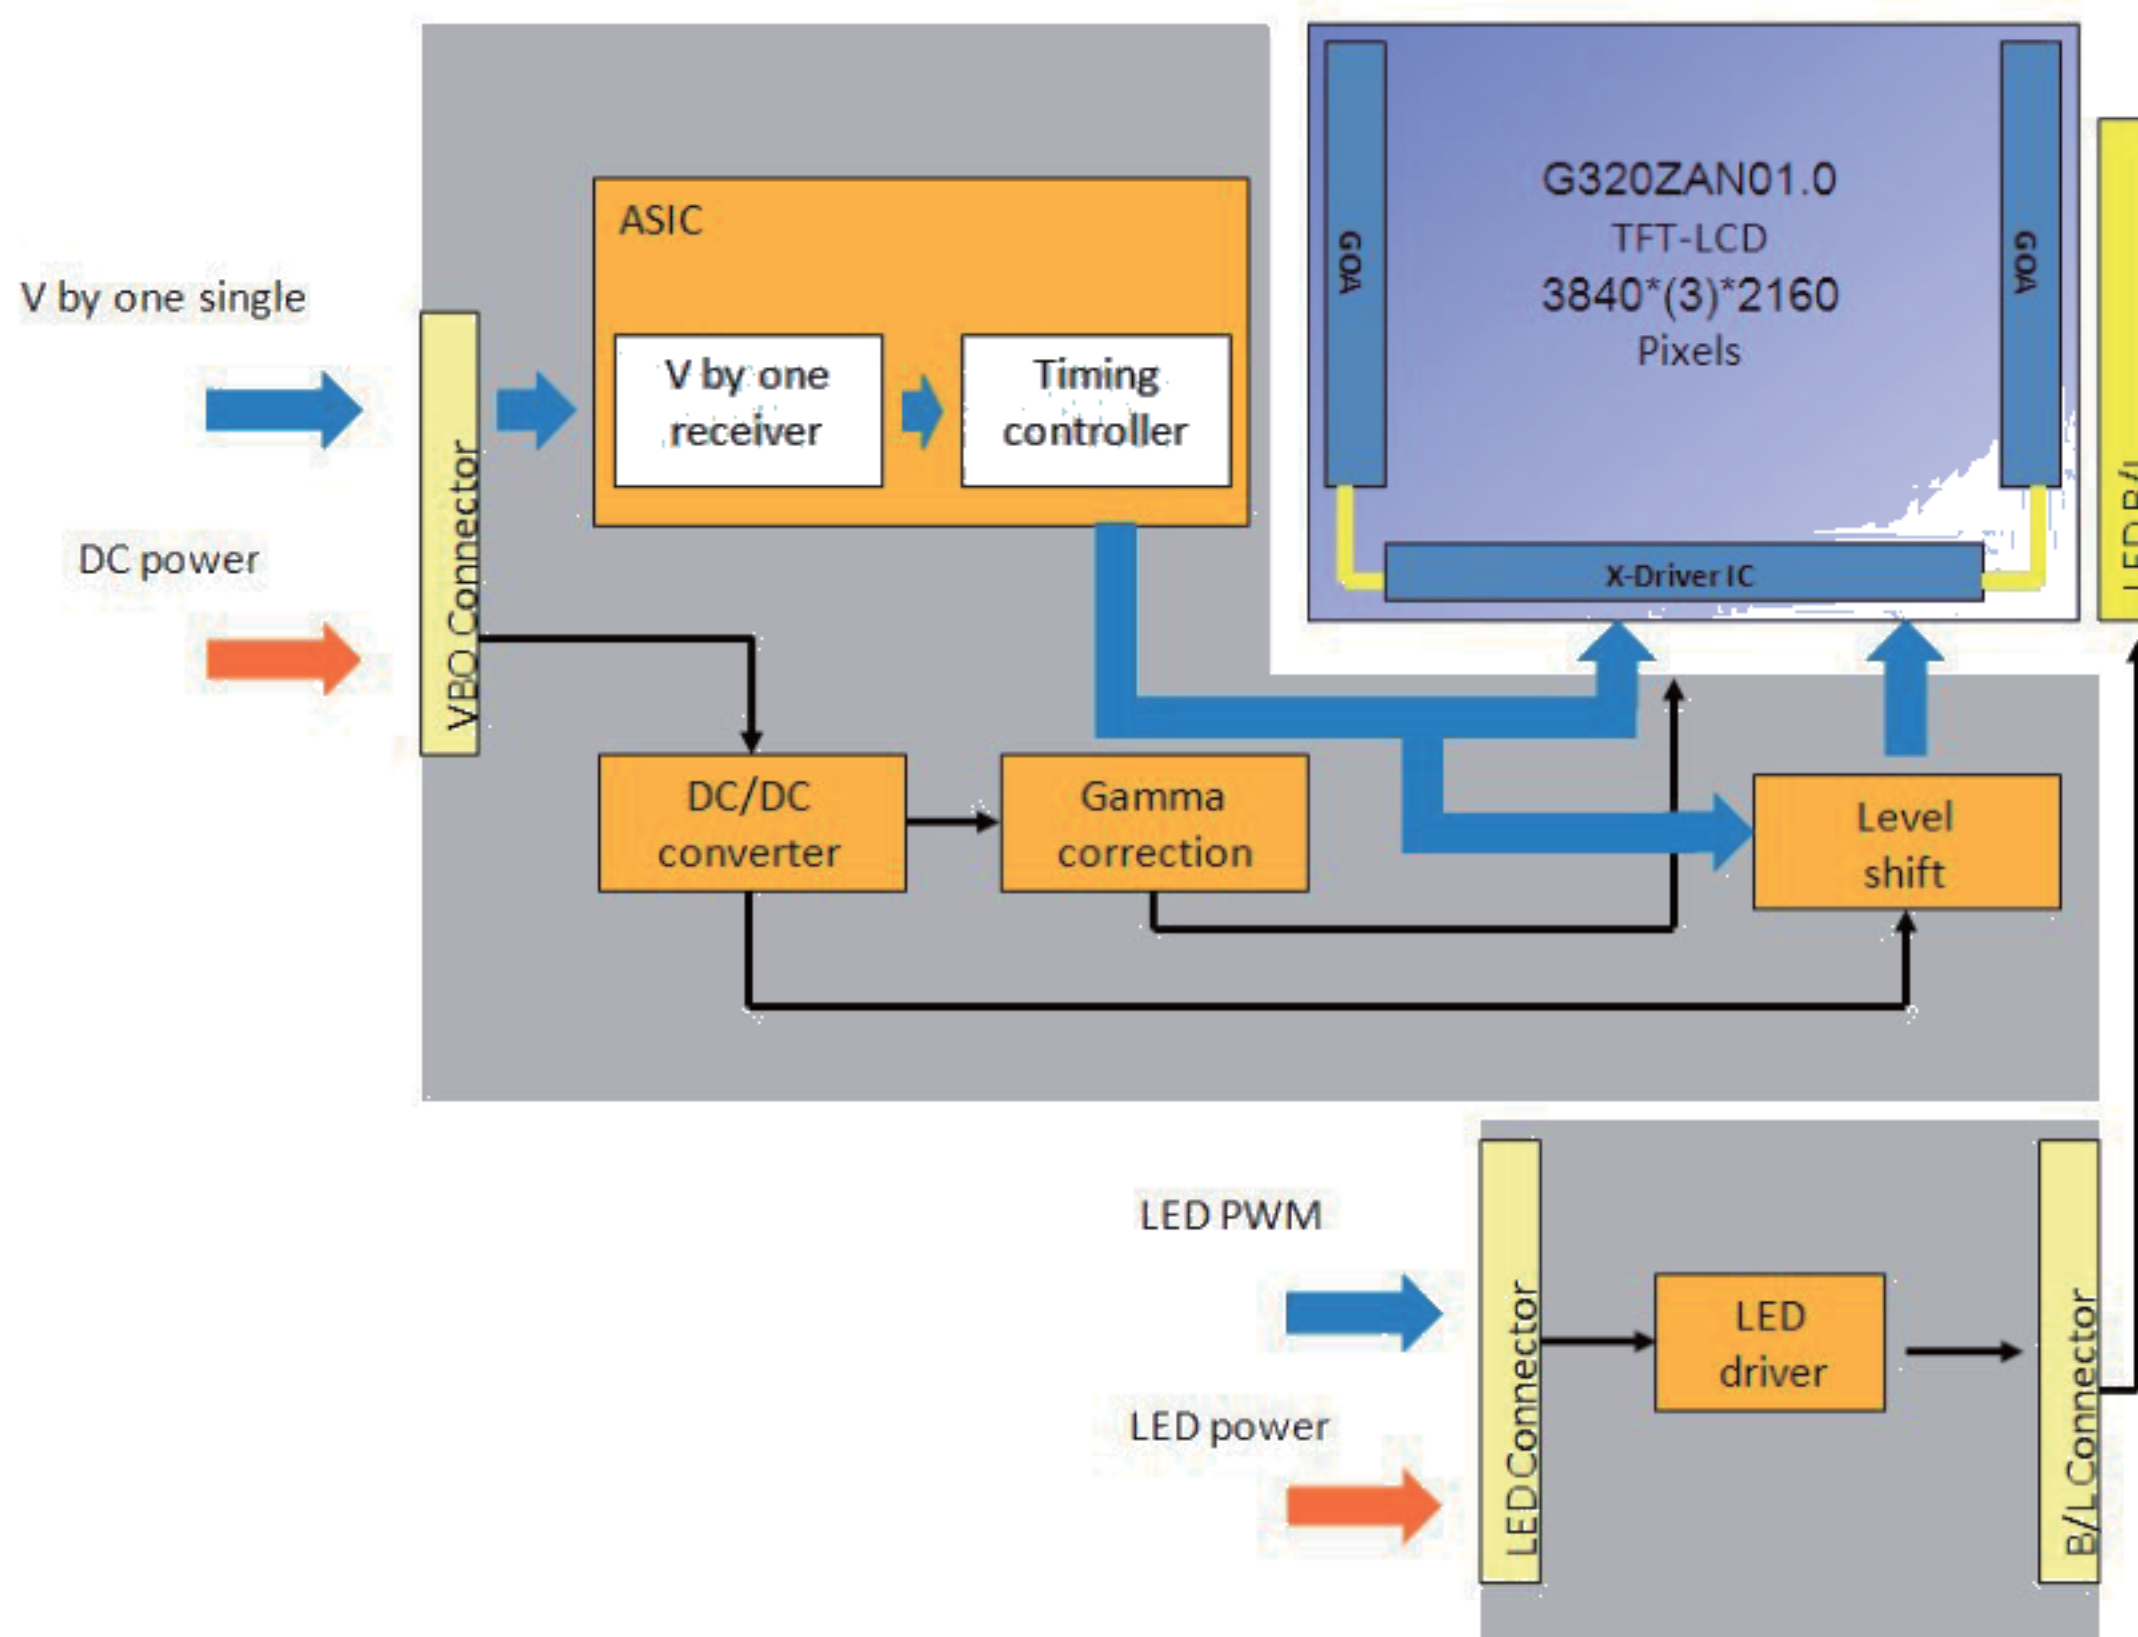 V by one single
DC power
VBO Connector
ASIC
V by one
receiver
Timing
controller
G320ZAN01.0
TFT-LCD
3840*(3)*2160
Pixels
GOA
GOA
X-Driver IC
DC/DC
converter
Gamma
correction
Level
shift
LED PWM
LED power
LED Connector
LED
driver
B/L Connector